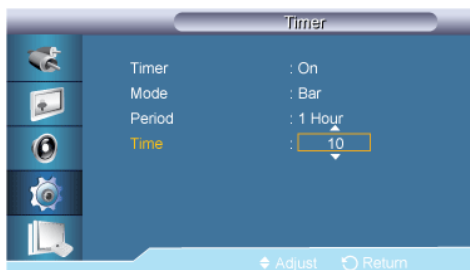 Timer
Timer : On
Mode : Bar
Period : 1 Hour
Time : 10
Adjust Return